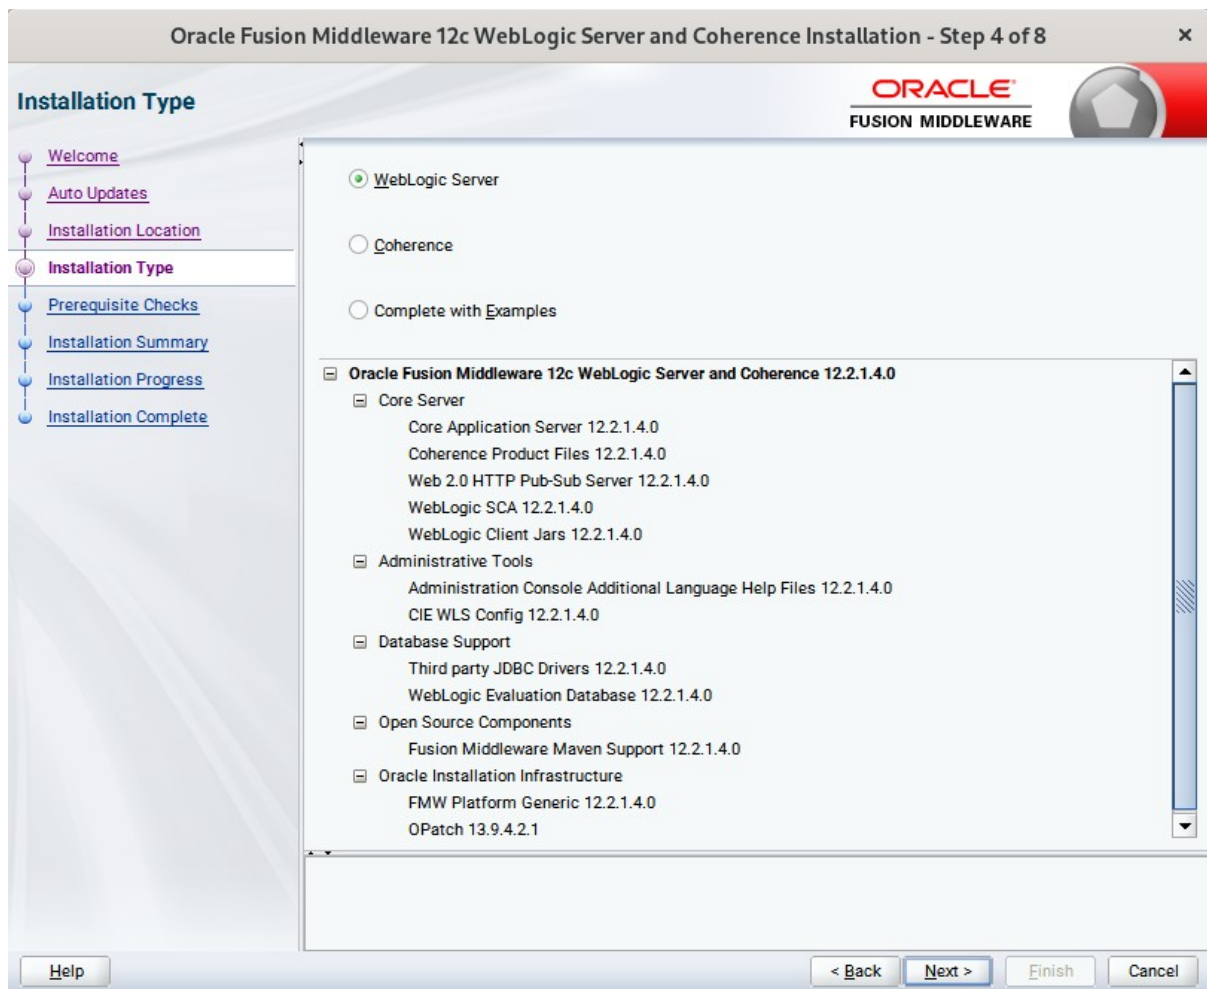 Oracle Fusion Middleware 12c WebLogic Server and Coherence Installation - Step 4 of 8
Installation Type
ORACLE
FUSION MIDDLEWARE
Welcome
Auto Updates
Installation Location
Installation Type
Prerequisite Checks
Installation Summary
Installation Progress
Installation Complete
WebLogic Server
Coherence
Complete with Examples
Oracle Fusion Middleware 12c WebLogic Server and Coherence 12.2.1.4.0
Core Server
Core Application Server 12.2.1.4.0
Coherence Product Files 12.2.1.4.0
Web 2.0 HTTP Pub-Sub Server 12.2.1.4.0
WebLogic SCA 12.2.1.4.0
WebLogic Client Jars 12.2.1.4.0
Administrative Tools
Administration Console Additional Language Help Files 12.2.1.4.0
CIE WLS Config 12.2.1.4.0
Database Support
Third party JDBC Drivers 12.2.1.4.0
WebLogic Evaluation Database 12.2.1.4.0
Open Source Components
Fusion Middleware Maven Support 12.2.1.4.0
Oracle Installation Infrastructure
FMW Platform Generic 12.2.1.4.0
OPatch 13.9.4.2.1
Help
< Back
Next >
Finish
Cancel